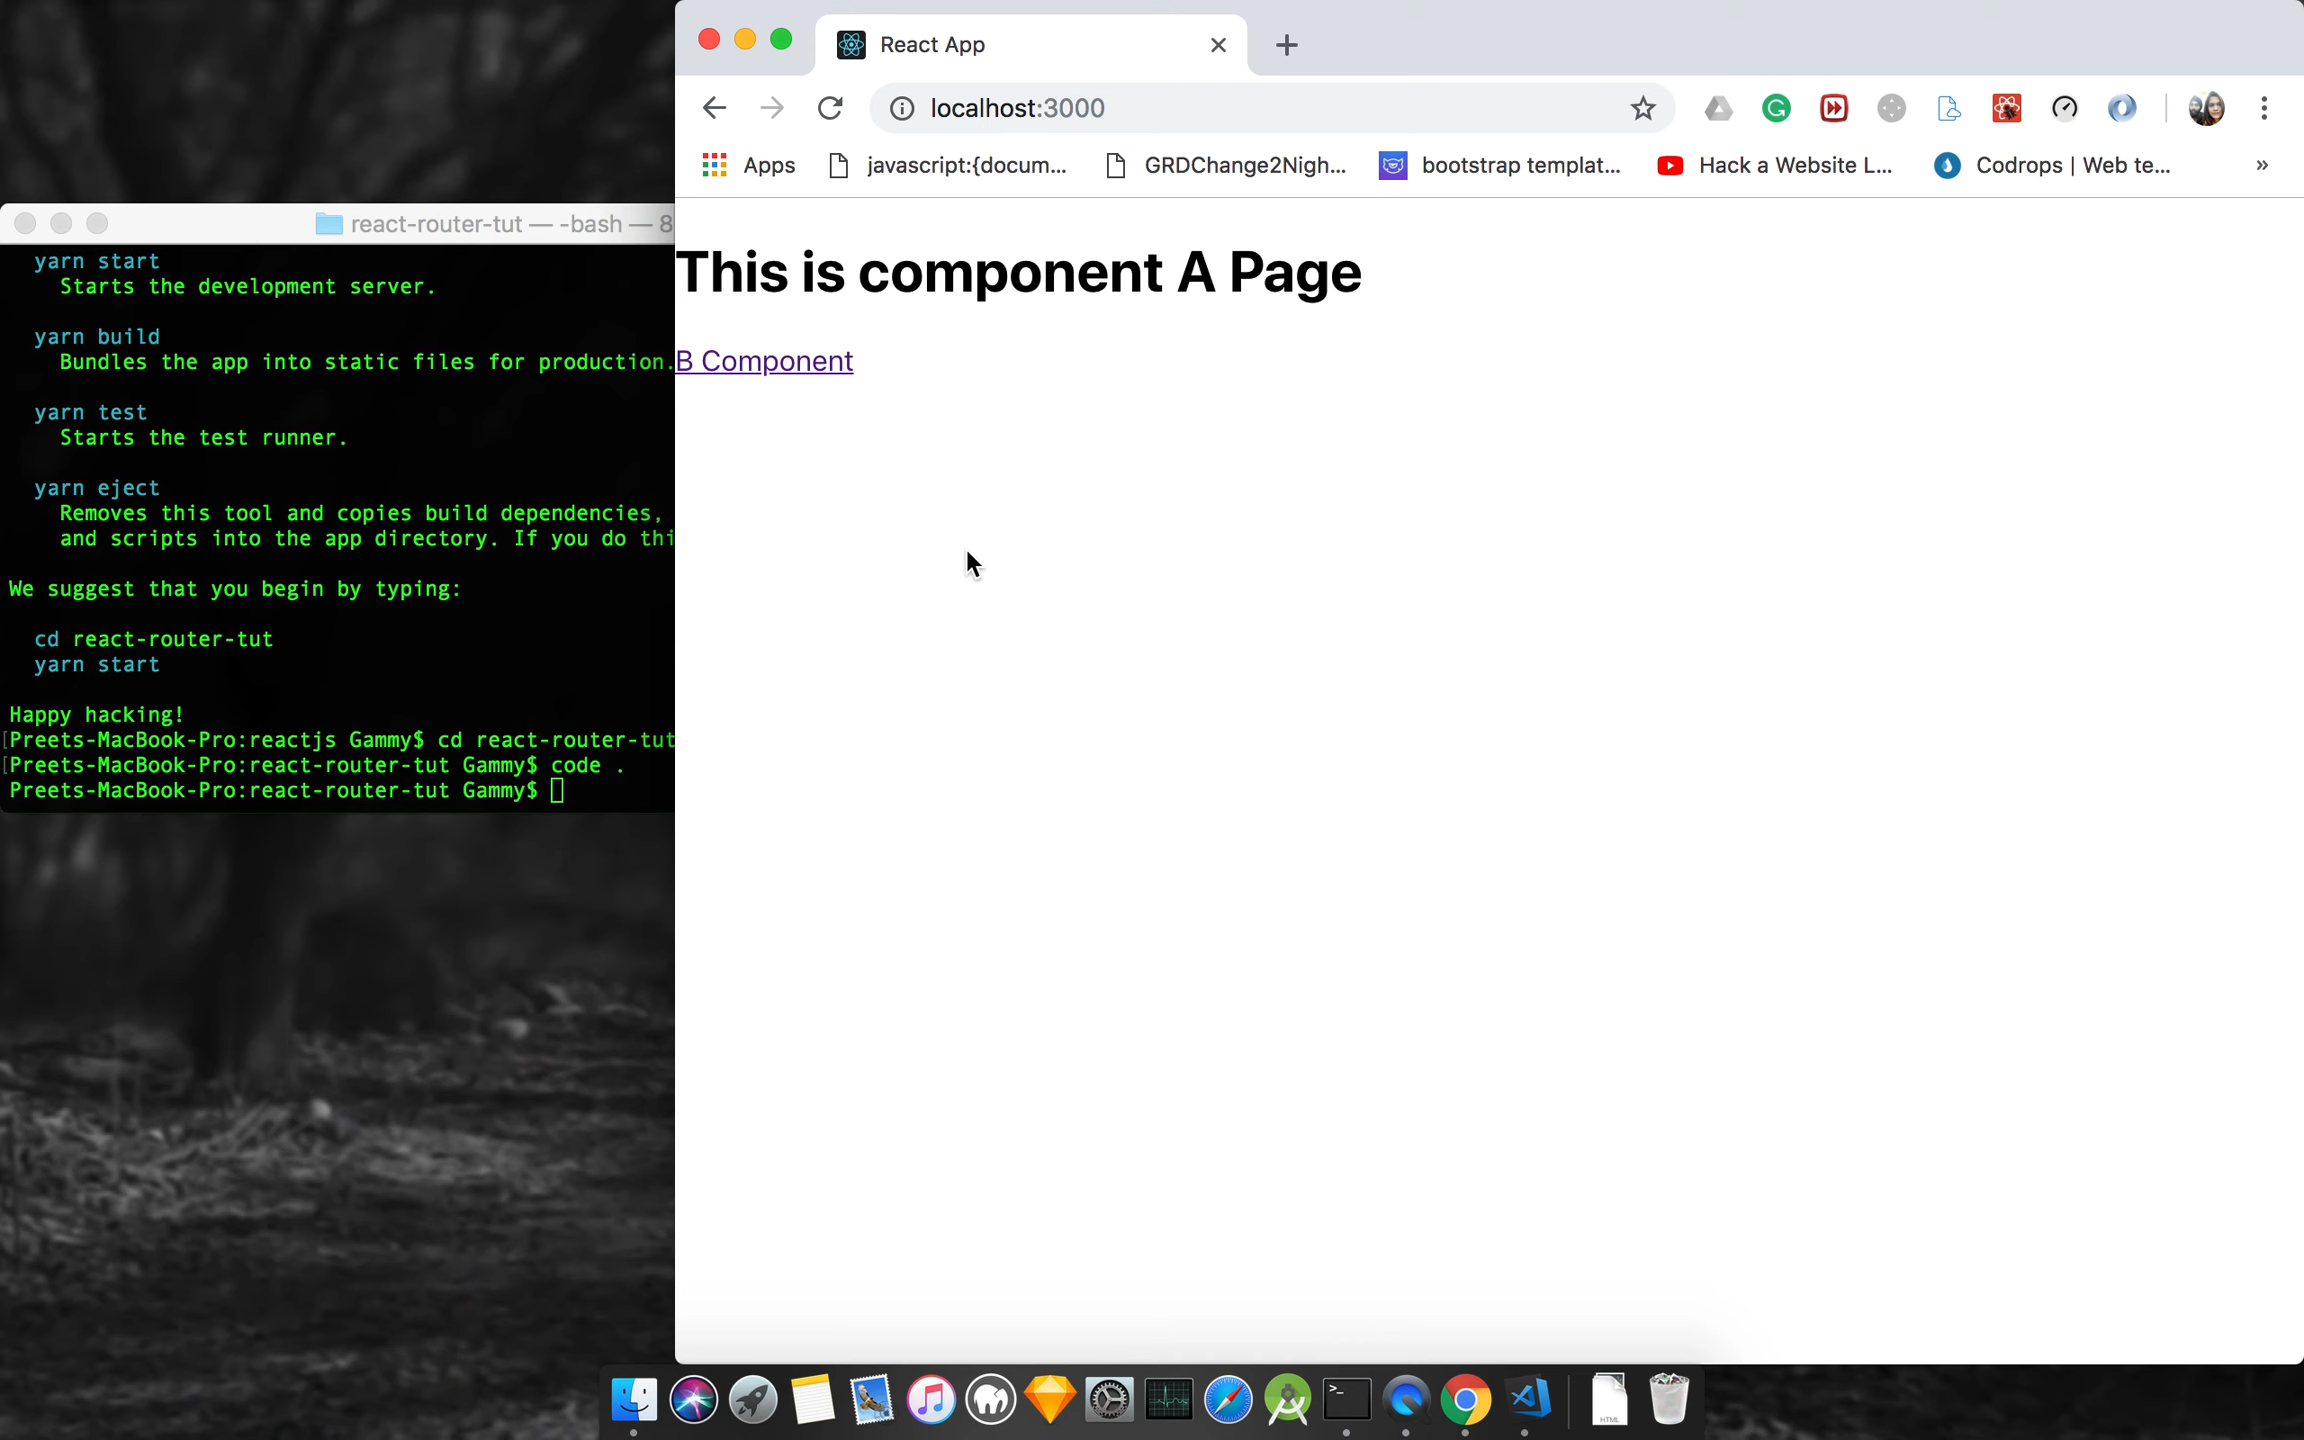 React App
localhost:3000
Apps
javascript:{docum...
GRDChange2Nigh...
bootstrap templat...
Hack a Website L...
Codrops | Web te...
»
react-router-tut — -bash — 8
yarn start
Starts the development server.
yarn build
Bundles the app into static files for production.
yarn test
Starts the test runner.
yarn eject
Removes this tool and copies build dependencies,
and scripts into the app directory. If you do thi
We suggest that you begin by typing:
cd react-router-tut
yarn start
Happy hacking!
[Preets-MacBook-Pro:reactjs Gammy$ cd react-router-tut
[Preets-MacBook-Pro:react-router-tut Gammy$ code .
Preets-MacBook-Pro:react-router-tut Gammy$
This is component A Page
B Component
HTML